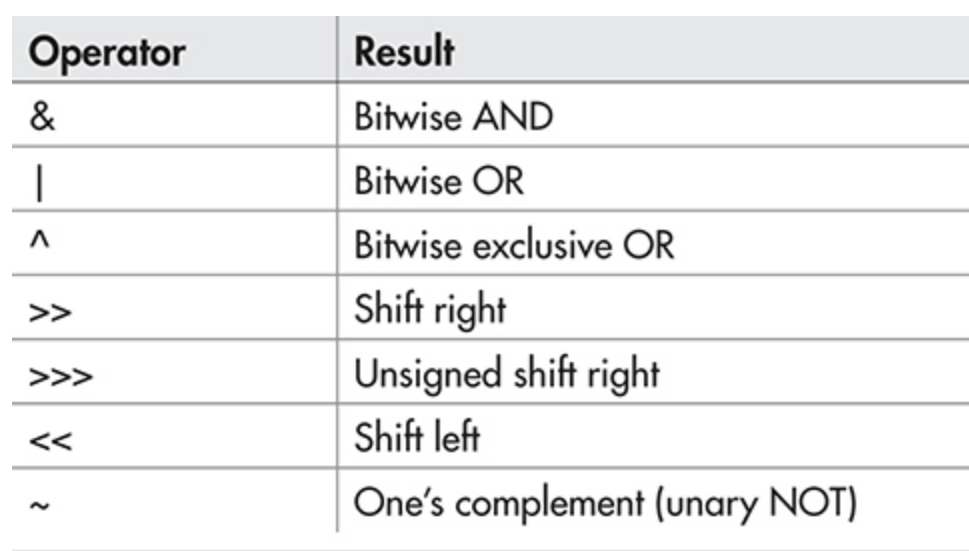 Operator Result
& Bitwise AND
| Bitwise OR
^ Bitwise exclusive OR
>> Shift right
>>> Unsigned shift right
<< Shift left
~ One's complement (unary NOT)